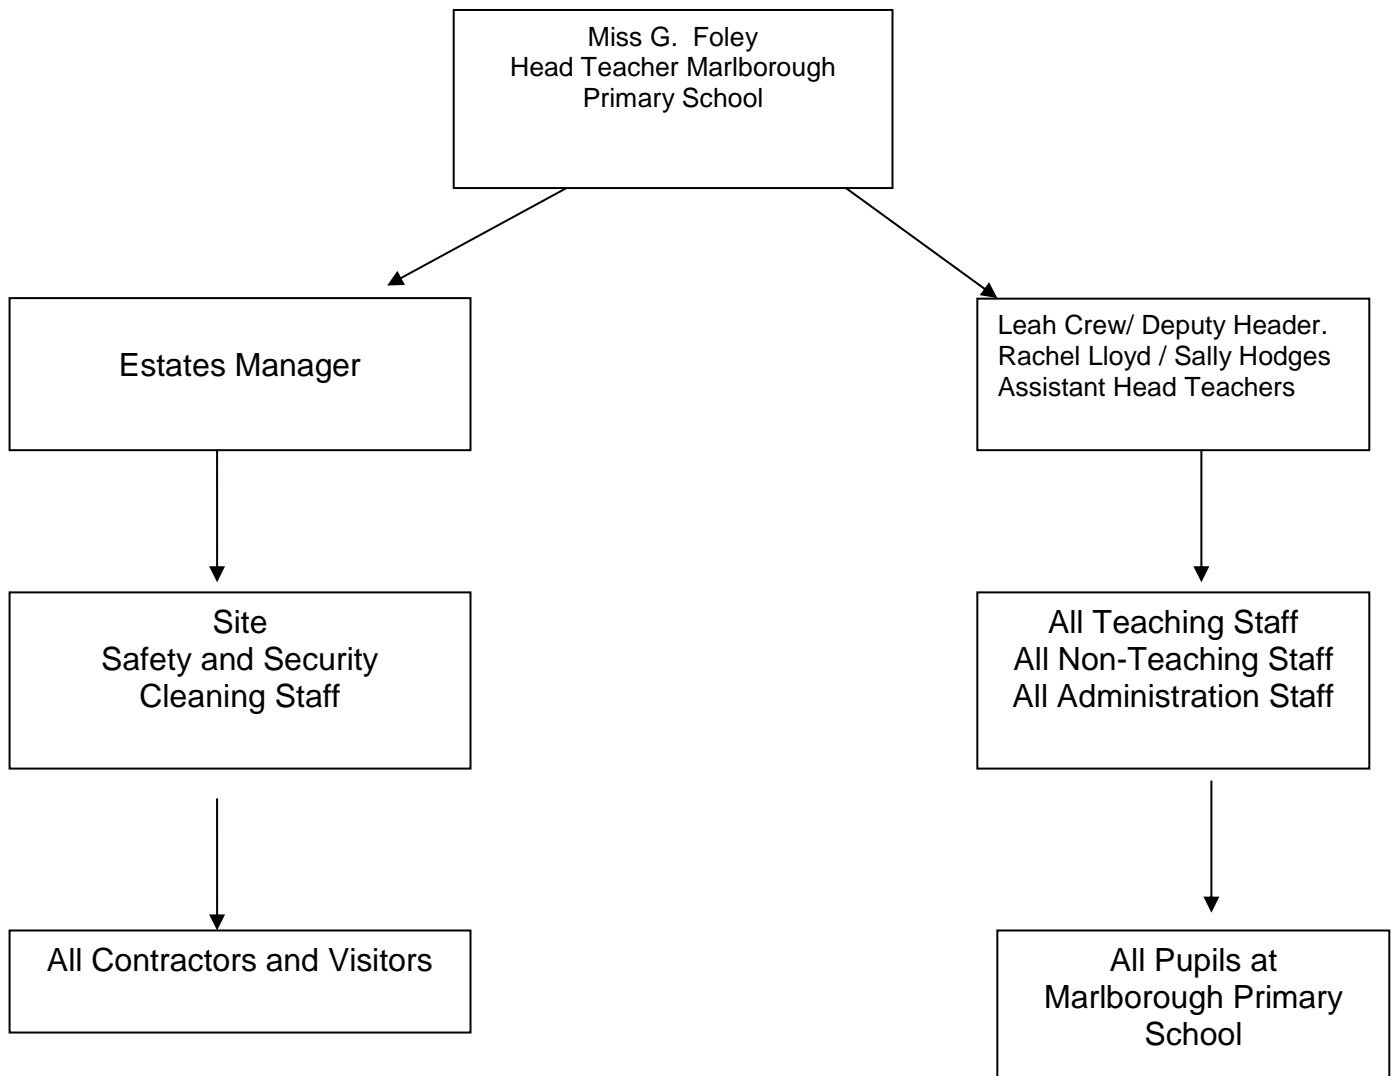 Miss G.  Foley
Head Teacher Marlborough
Primary School
Estates Manager
Leah Crew/ Deputy Header.
Rachel Lloyd / Sally Hodges
Assistant Head Teachers
Site
Safety and Security
Cleaning Staff
All Teaching Staff
All Non-Teaching Staff
All Administration Staff
All Contractors and Visitors
All Pupils at
Marlborough Primary
School